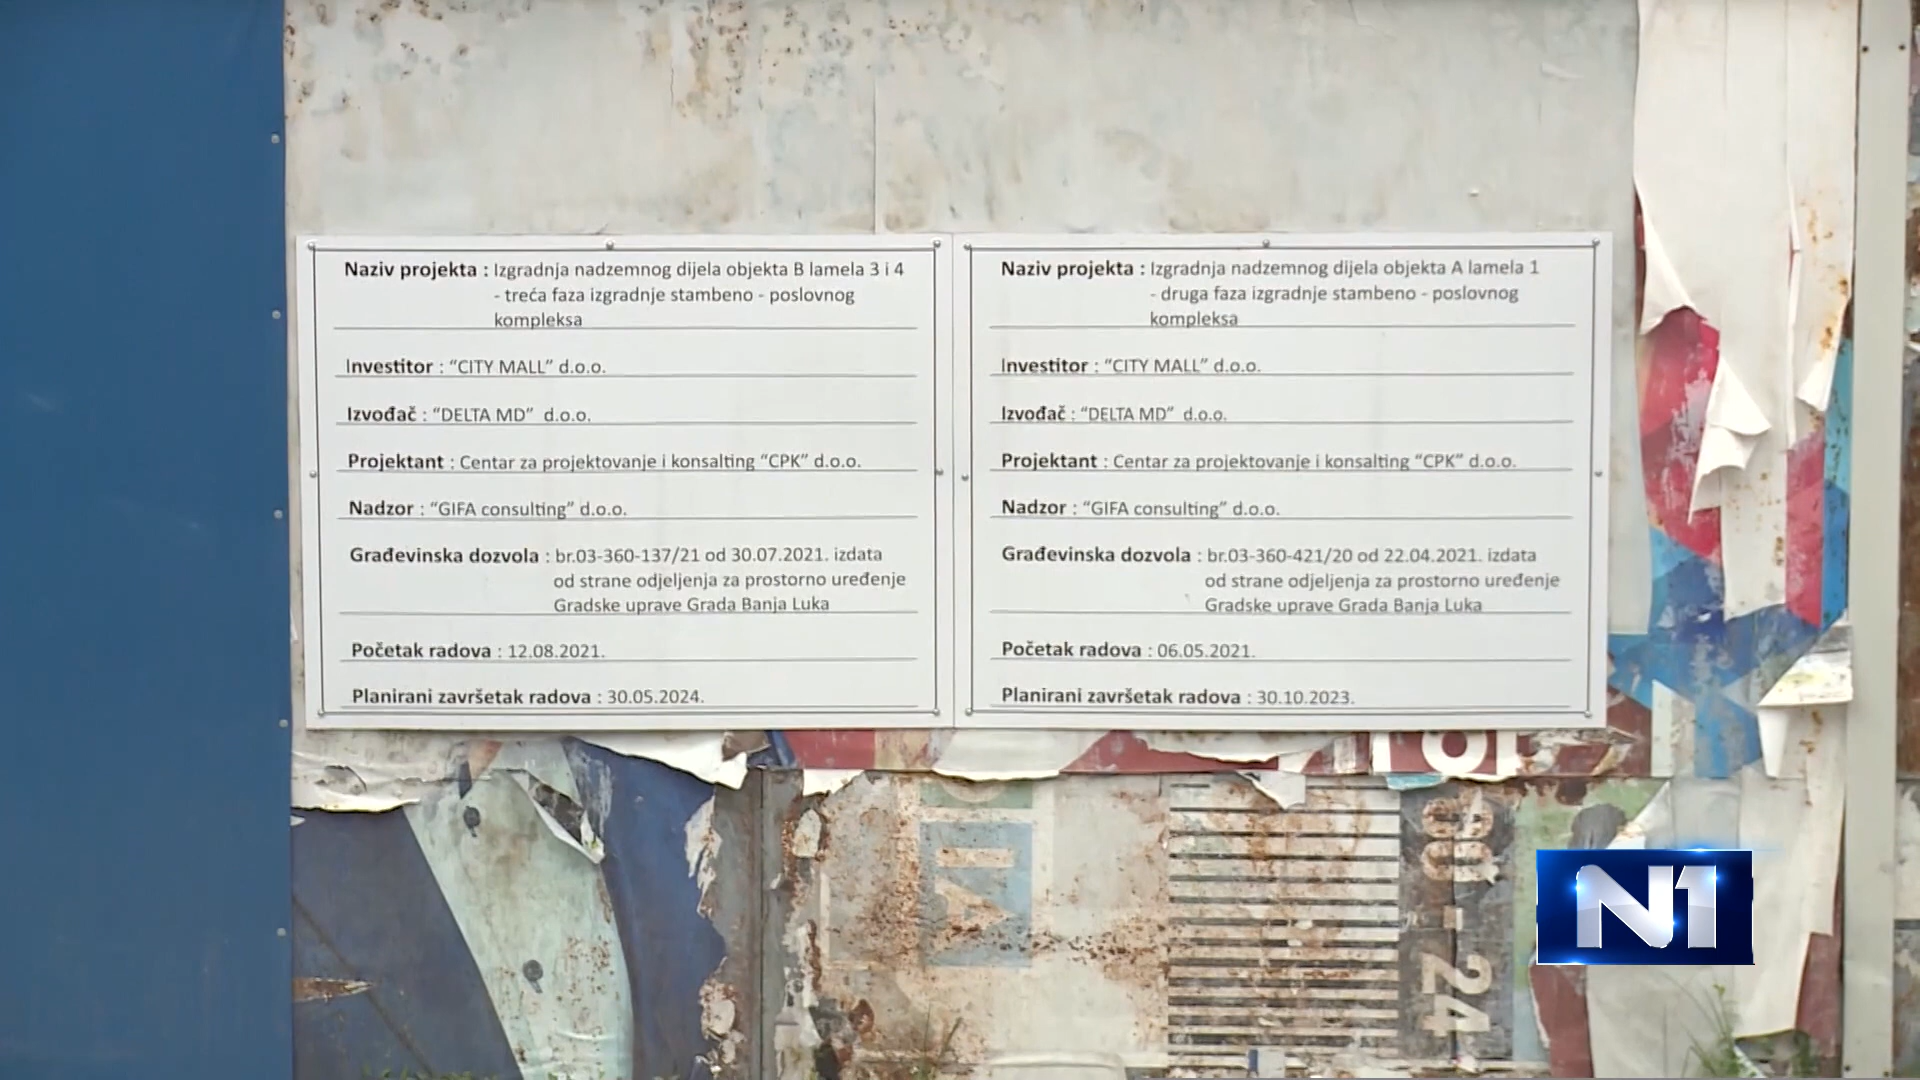 Naziv projekta : Izgradnja nadzemnog dijela objekta B lamela 3 i 4
- treća faza izgradnje stambeno - poslovnog
kompleksa
Investitor : “CITY MALL” d.o.o.
Izvođač : “DELTA MD” d.o.o.
Projektant : Centar za projektovanje i konsalting “CPK” d.o.o.
Nadzor : “GIFA consulting” d.o.o.
Građevinska dozvola : br.03-360-137/21 od 30.07.2021. izdata
od strane odjeljenja za prostorno uređenje
Gradske uprave Grada Banja Luka
Početak radova : 12.08.2021.
Planirani završetak radova : 30.05.2024.
Naziv projekta : Izgradnja nadzemnog dijela objekta A lamela 1
- druga faza izgradnje stambeno - poslovnog
kompleksa
Investitor : “CITY MALL” d.o.o.
Izvođač : “DELTA MD” d.o.o.
Projektant : Centar za projektovanje i konsalting “CPK” d.o.o.
Nadzor : “GIFA consulting” d.o.o.
Građevinska dozvola : br.03-360-421/20 od 22.04.2021. izdata
od strane odjeljenja za prostorno uređenje
Gradske uprave Grada Banja Luka
Početak radova : 06.05.2021.
Planirani završetak radova : 30.10.2023.
N1